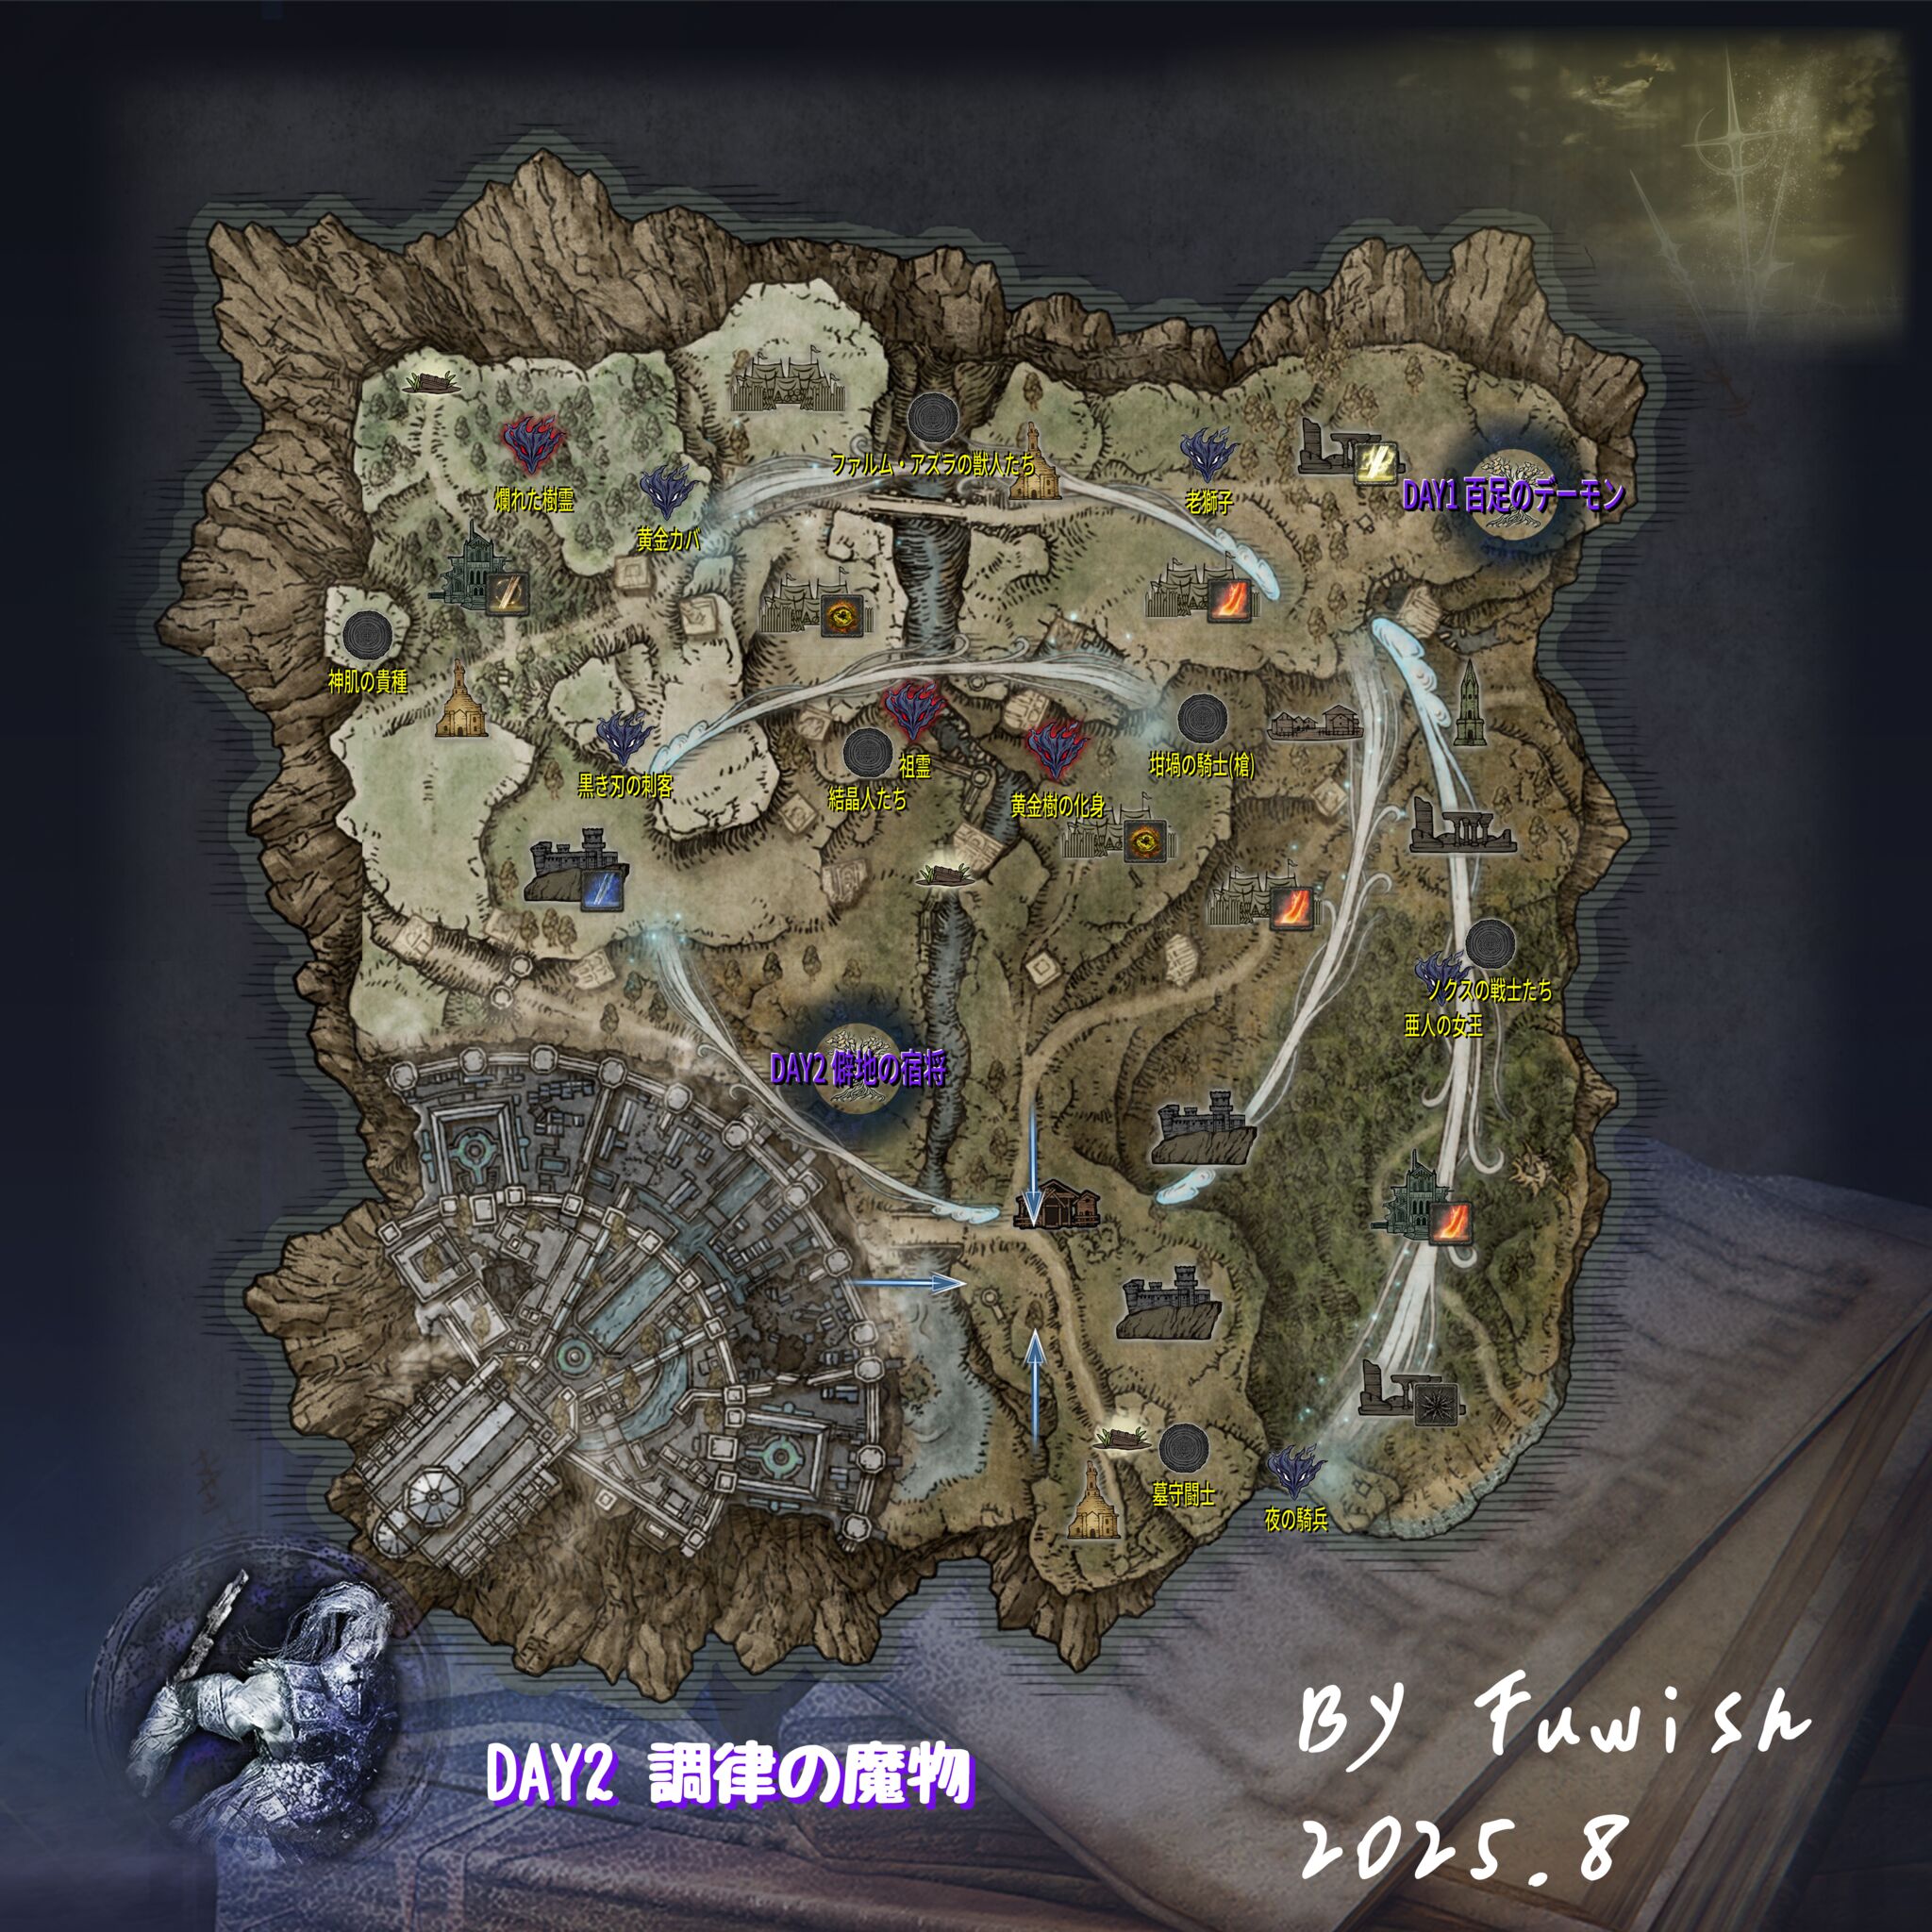 ファルム・アズラの獣人たち
爛れた樹霊
黄金カバ
老獅子
DAY1 百足のデーモン
神肌の貴種
黒き刃の刺客
祖霊
結晶人たち
黄金樹の化身
坩堝の騎士(槍)
ノクスの戦士たち
亜人の女王
DAY2 僻地の宿将
墓守闘士
夜の騎兵
DAY2 調律の魔物
BY Fuwish
2025.8